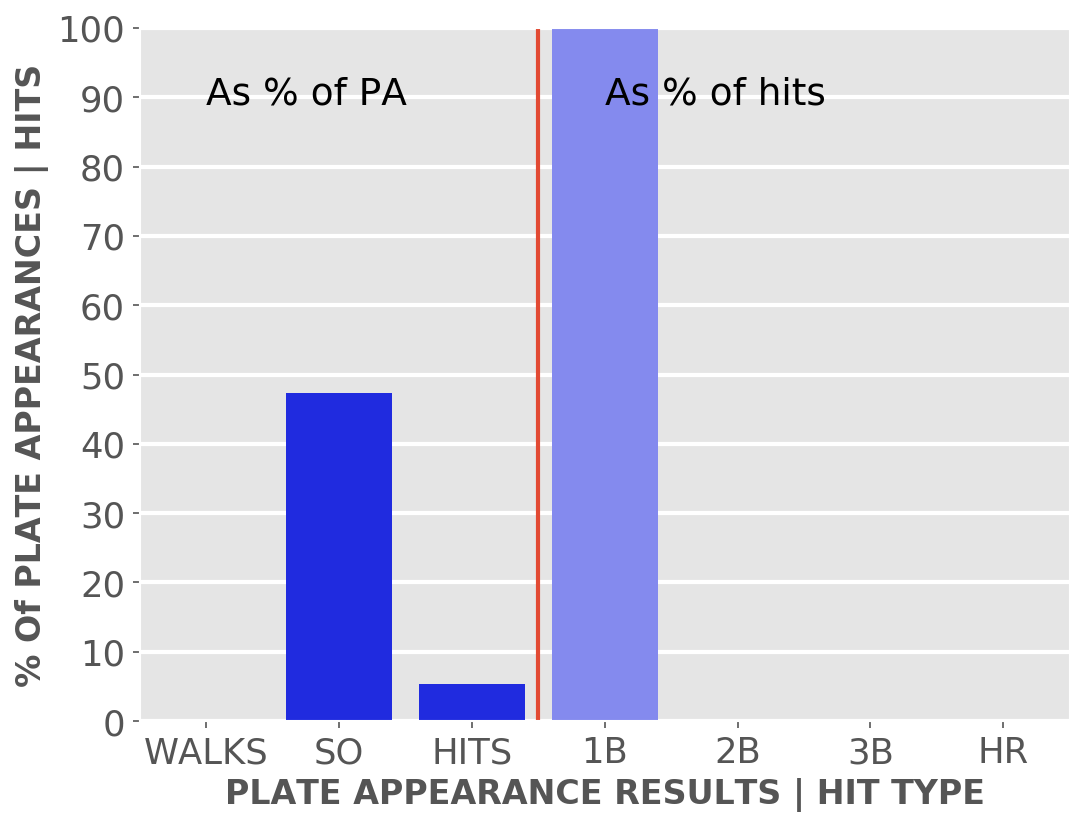 % Of PLATE APPEARANCES | HITS
100
90
80
70
60
50
40
30
20
10
0
As % of PA
As % of hits
WALKS SO HITS 1B 2B 3B HR
PLATE APPEARANCE RESULTS | HIT TYPE